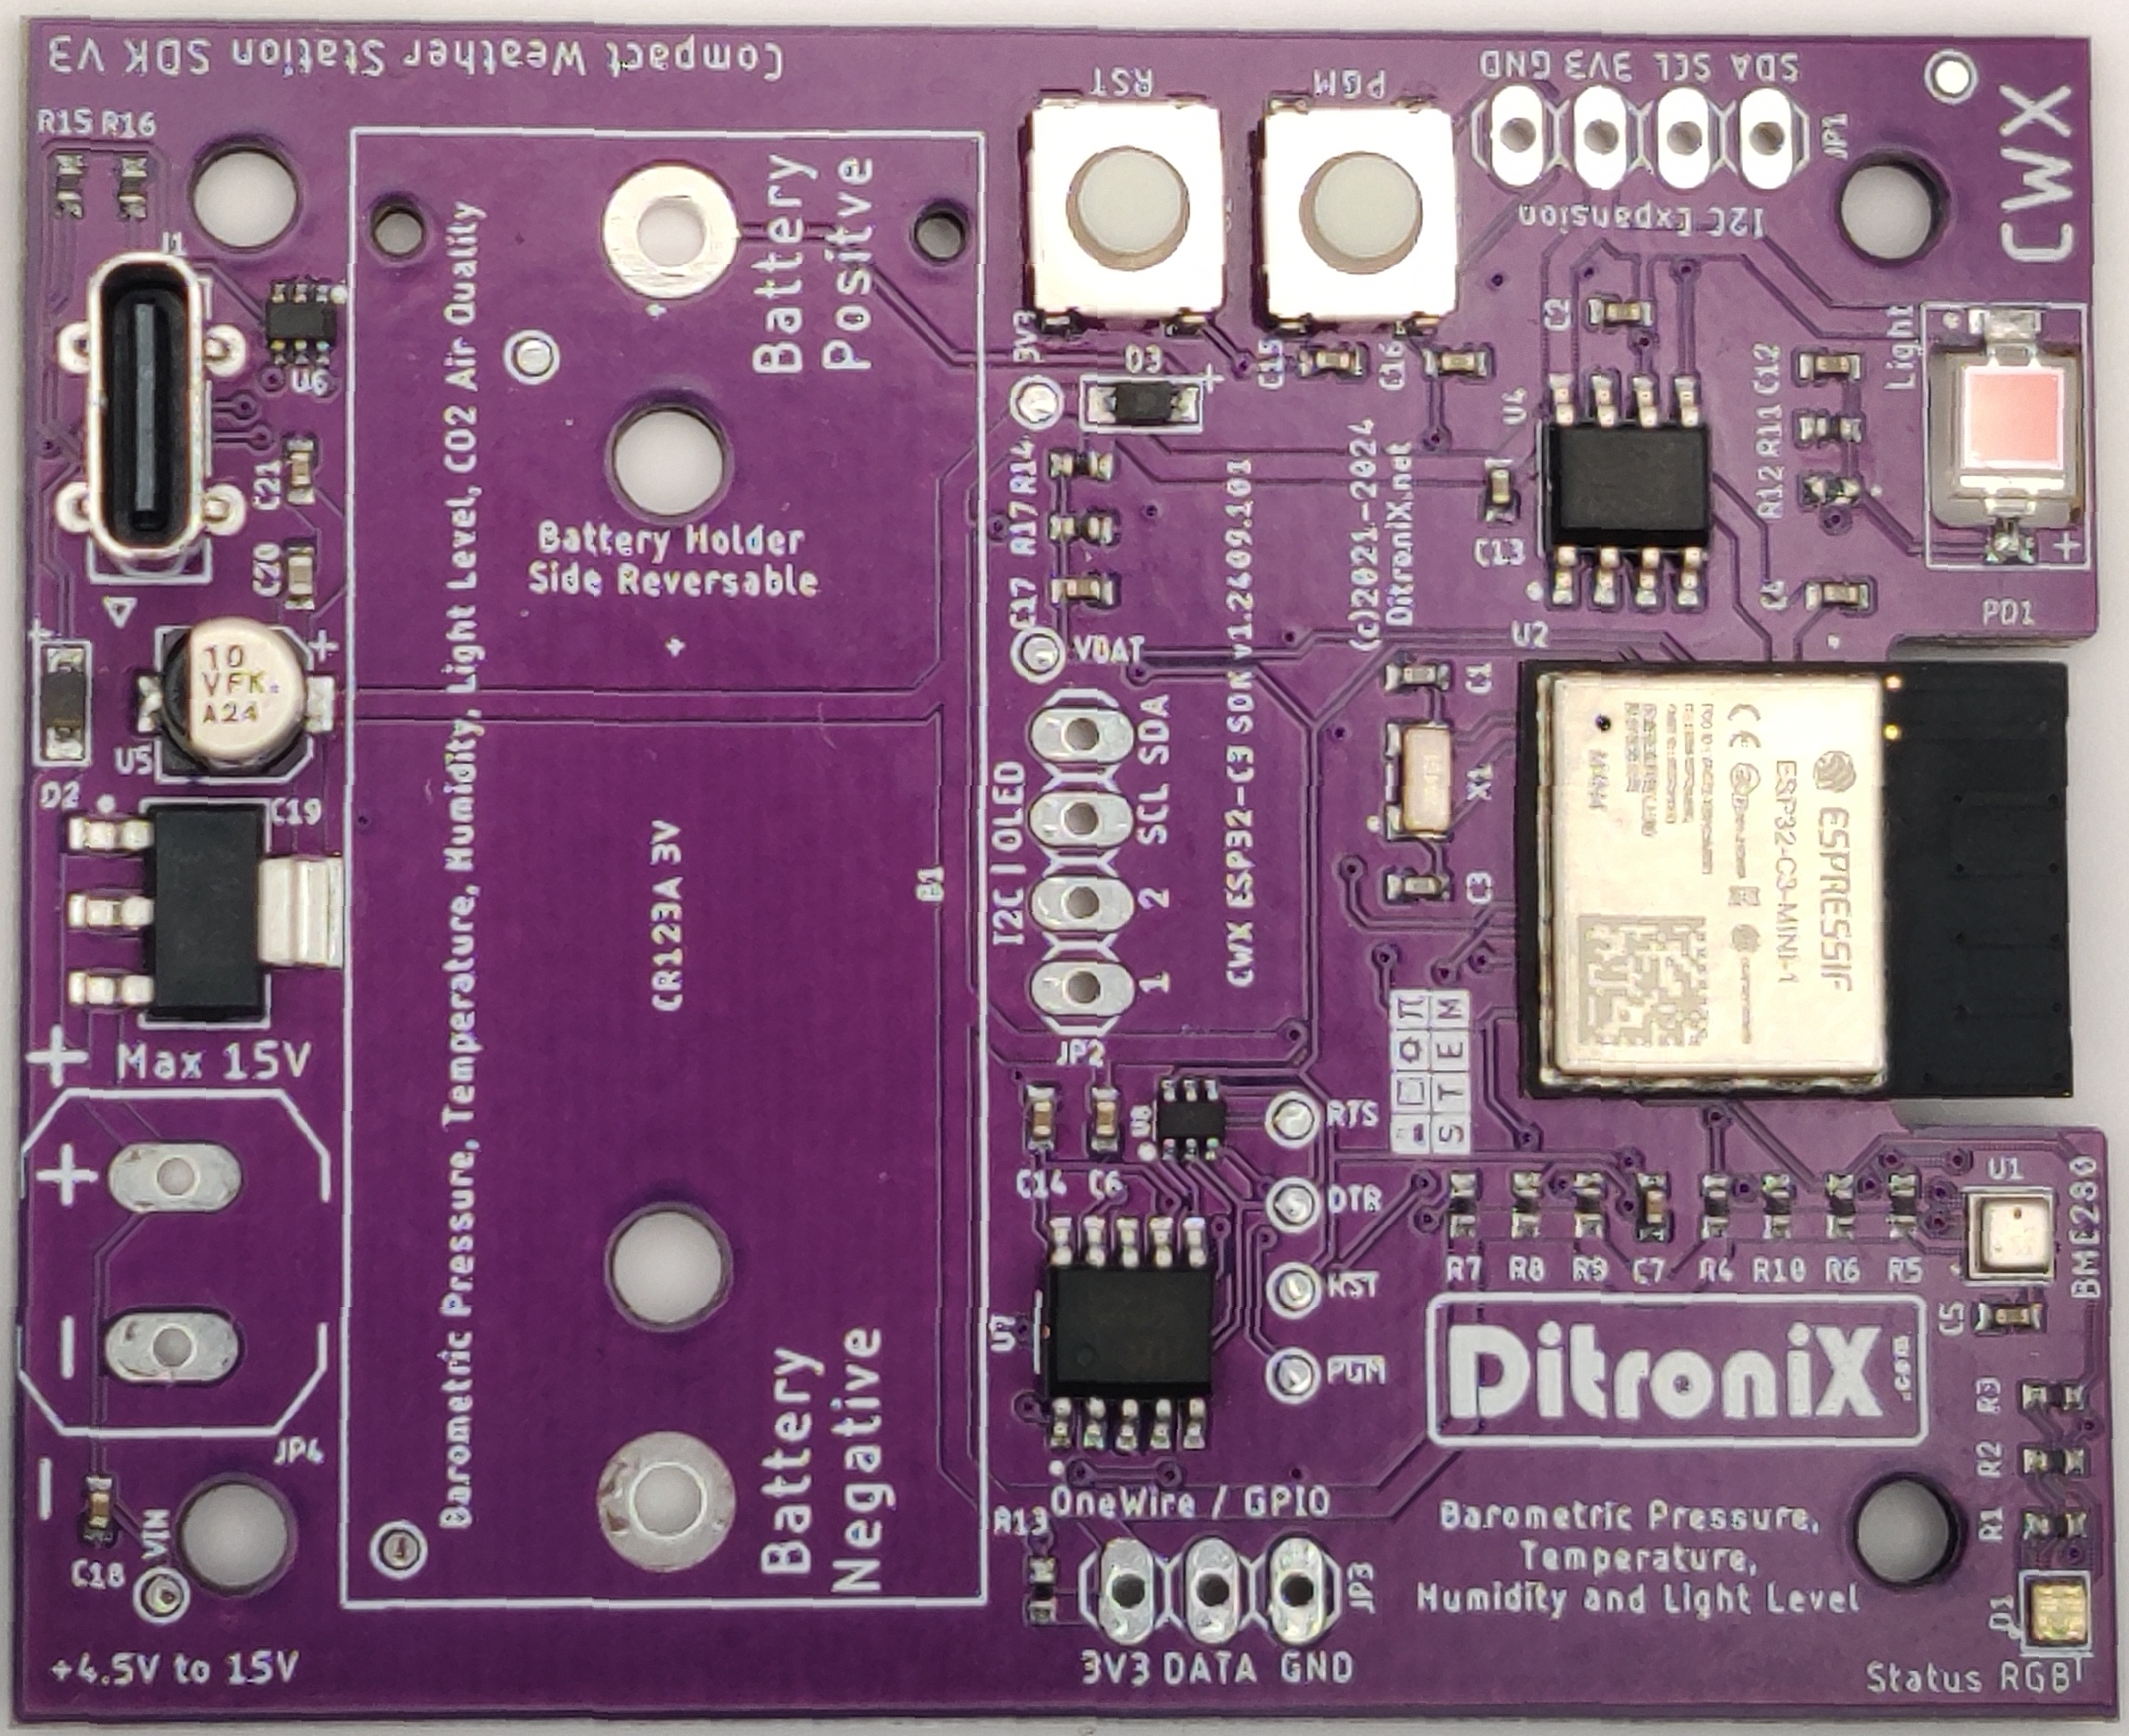 Compact Weather Station SDK V3
R15 R16
J1
U6
C21
C20
10
VFK
A24
U5
D2
C19
+ Max 15V
+
-
JP4
-
C18
VIN
+4.5V to 15V
Barometric Pressure, Temperature, Humidity, Light Level, CO2 Air Quality
Battery
Positive
+
Battery Holder
Side Reversable
+
CR123A 3V
B1
Battery
Negative
RST
PGM
GND 3V3 SCL SDA
JP1
I2C Expansion
CWX
3V3
D3
C15
C16
C2
U4
C12
R11
R12
Light
+
PD1
R14
R17
C17
VBAT
C13
C4
U2
(c)2021-2024
DitroniX.net
CWX ESP32-C3 SDK v1.2409.101
I2C | OLED
1 2 SCL SDA
JP2
C1
X1
C3
ESPRESSIF
ESP32-C3-MINI-1
M4N4
STEM
C14 C6
U8
RTS
DTR
RST
PGM
U7
R7 R8 R9 C7 R4 R10 R6 R5
U1
BME280
C5
DitroniX
.com
R3
R2
R1
D1
Status RGB
OneWire / GPIO
R13
JP3
3V3 DATA GND
Barometric Pressure,
Temperature,
Humidity and Light Level